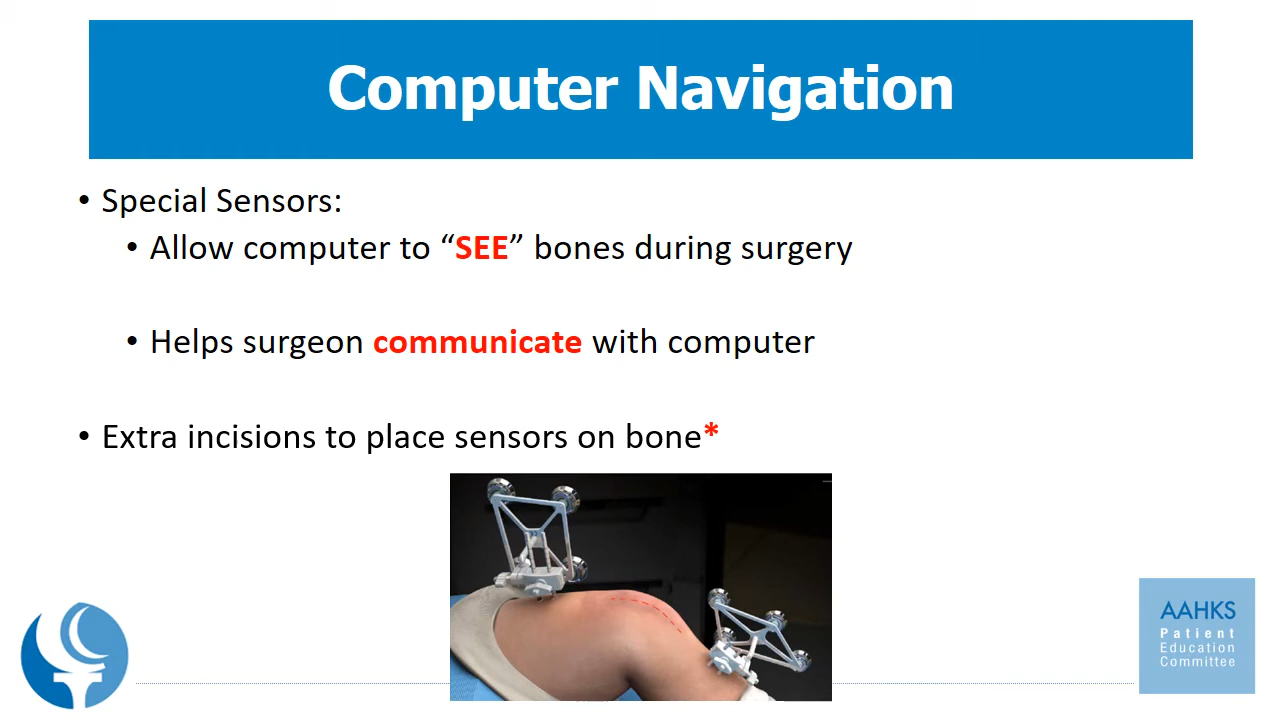 Computer Navigation
• Special Sensors:
• Allow computer to “SEE” bones during surgery
• Helps surgeon communicate with computer
• Extra incisions to place sensors on bone*
AAHKS
Patient
Education
Committee